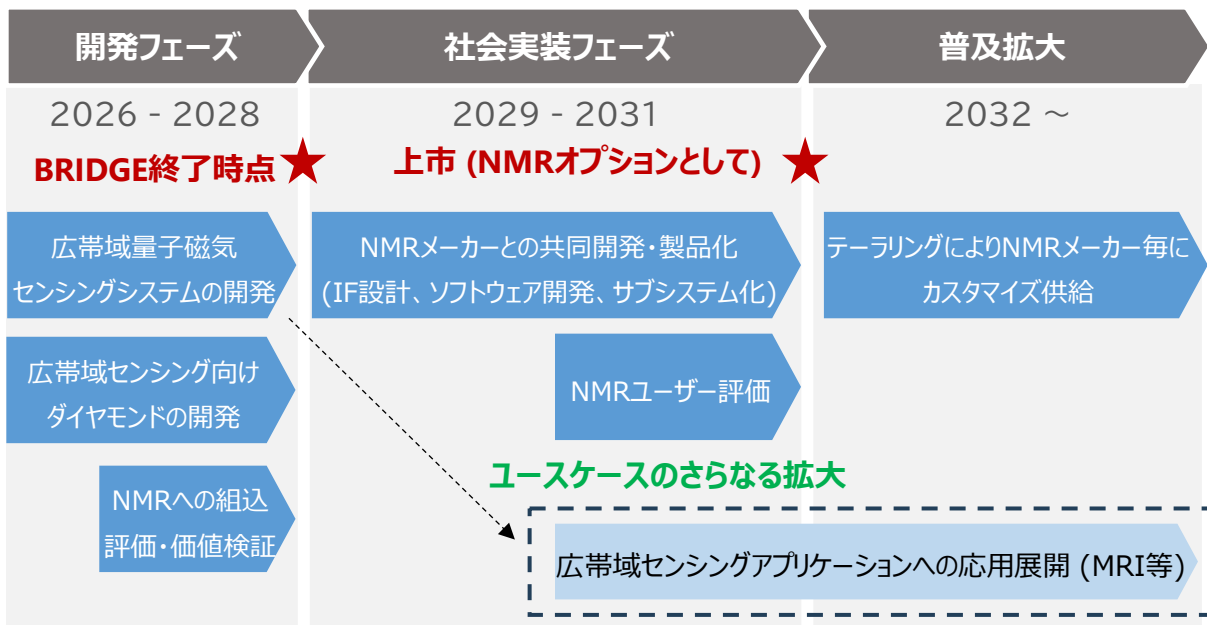 開発フェーズ
社会実装フェーズ
普及拡大
2026 - 2028
2029 - 2031
2032 ～
BRIDGE終了時点
上市 (NMRオプションとして)
広帯域量子磁気
センシングシステムの開発
NMRメーカーとの共同開発・製品化
(IF設計、ソフトウェア開発、サブシステム化)
テーラリングによりNMRメーカー毎に
カスタマイズ供給
広帯域センシング向け
ダイヤモンドの開発
NMRユーザー評価
NMRへの組込
評価・価値検証
ユースケースのさらなる拡大
広帯域センシングアプリケーションへの応用展開 (MRI等)